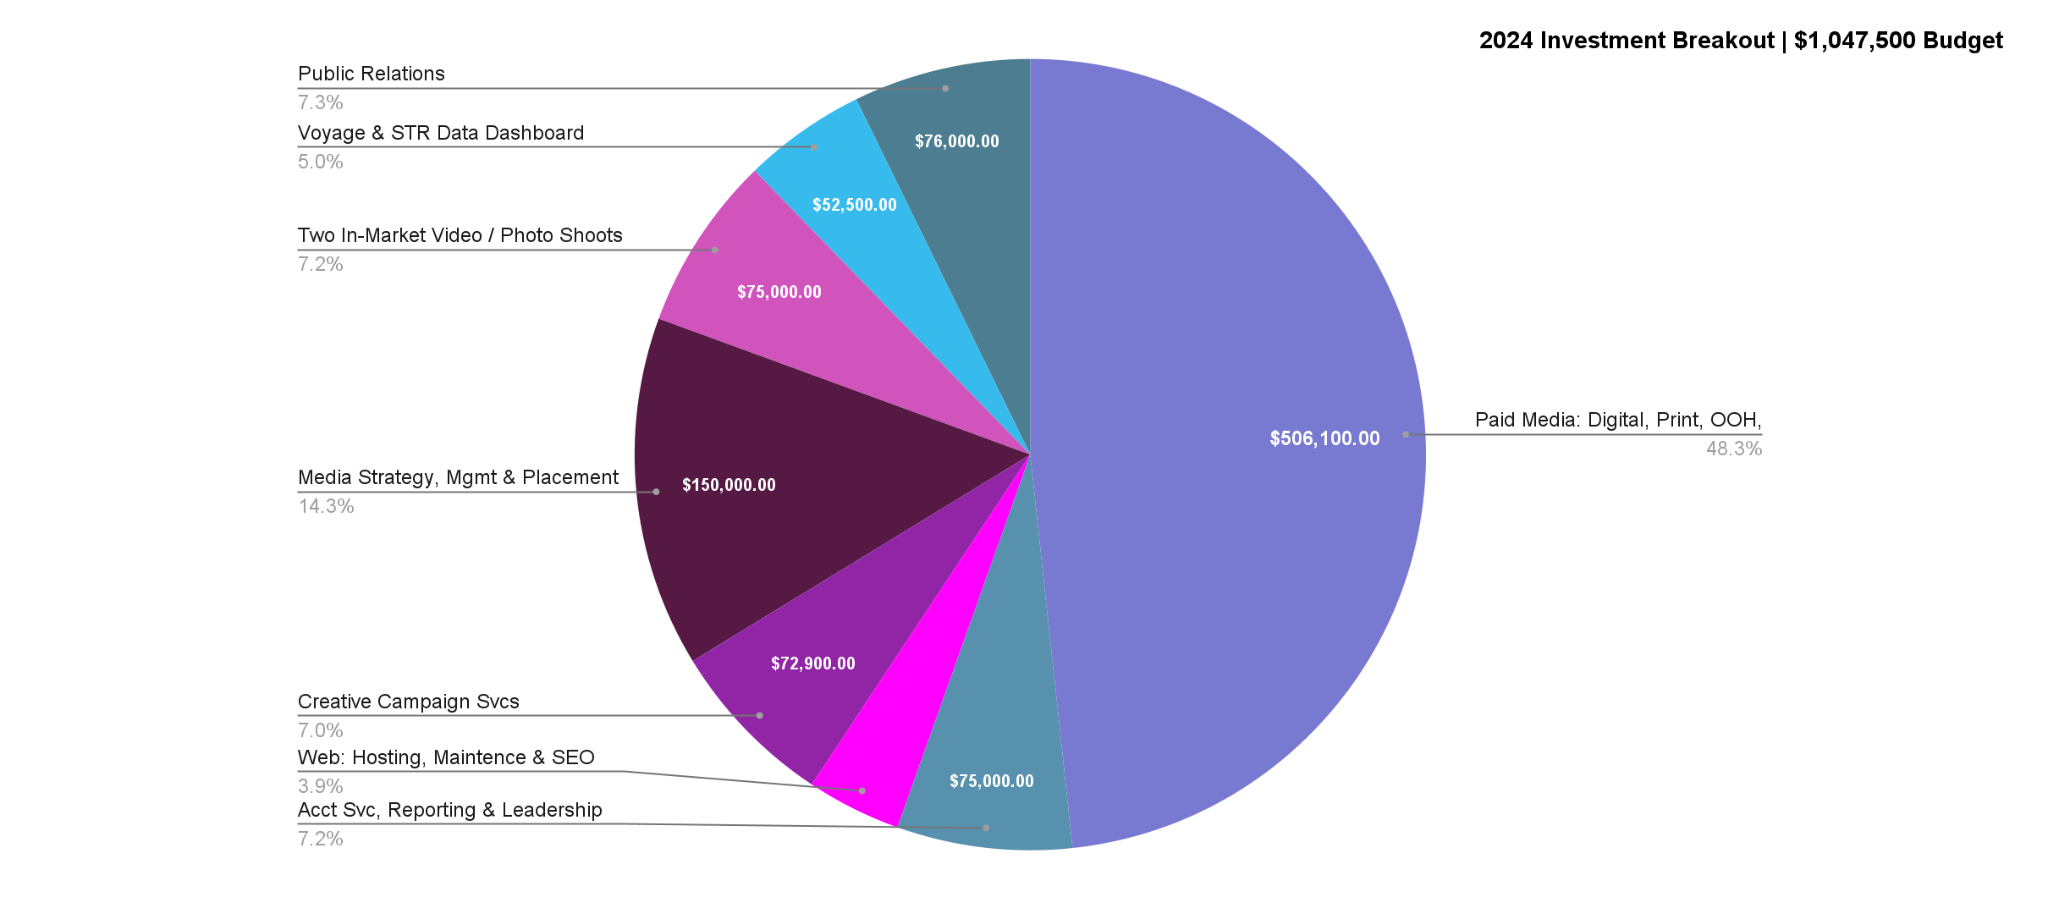 2024 Investment Breakout | $1,047,500 Budget
Public Relations
7.3%
Voyage & STR Data Dashboard
5.0%
Two In-Market Video / Photo Shoots
7.2%
Media Strategy, Mgmt & Placement
14.3%
Creative Campaign Svcs
7.0%
Web: Hosting, Maintence & SEO
3.9%
Acct Svc, Reporting & Leadership
7.2%
$76,000.00
$52,500.00
$75,000.00
$150,000.00
$72,900.00
$75,000.00
$506,100.00
Paid Media: Digital, Print, OOH,
48.3%